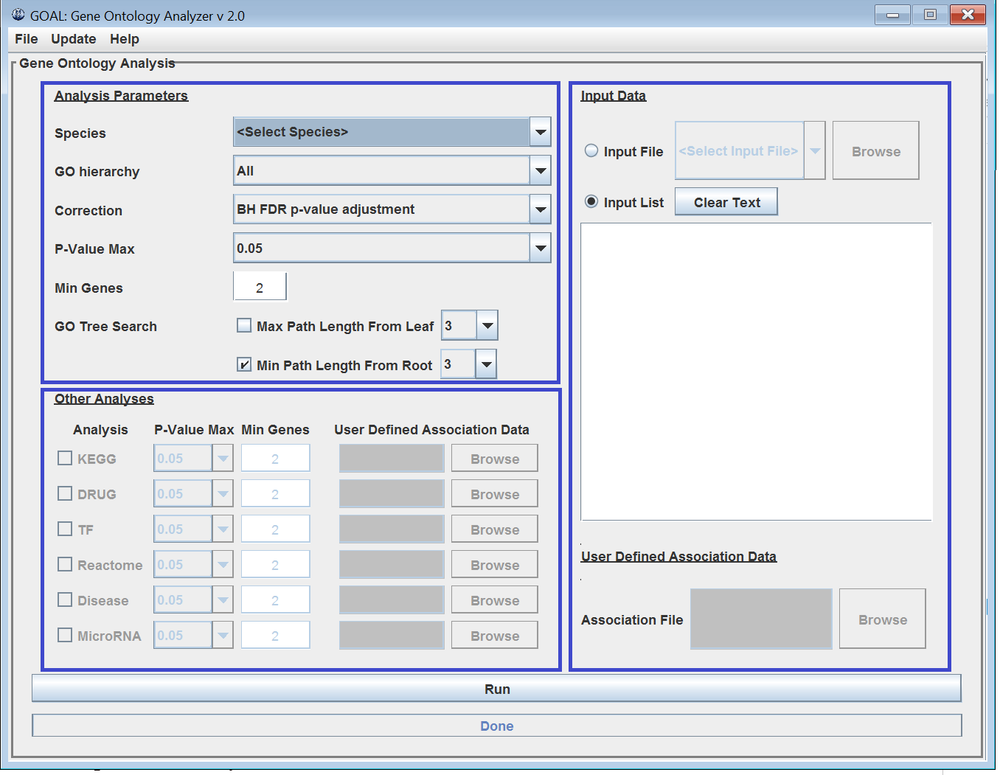 GOAL: Gene Ontology Analyzer v 2.0
File Update Help
Gene Ontology Analysis
Analysis Parameters
Species <Select Species>
GO hierarchy All
Correction BH FDR p-value adjustment
P-Value Max 0.05
Min Genes 2
GO Tree Search Max Path Length From Leaf 3
Min Path Length From Root 3
Other Analyses
Analysis P-Value Max Min Genes User Defined Association Data
KEGG 0.05 2 Browse
DRUG 0.05 2 Browse
TF 0.05 2 Browse
Reactome 0.05 2 Browse
Disease 0.05 2 Browse
MicroRNA 0.05 2 Browse
Input Data
Input File <Select Input File> Browse
Input List Clear Text
User Defined Association Data
Association File Browse
Run
Done